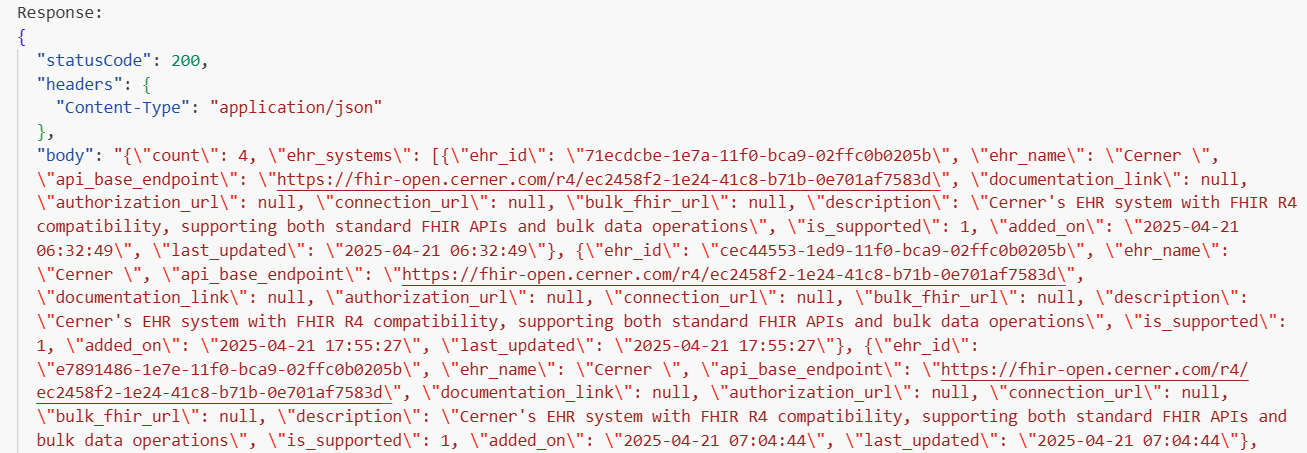 Response:
{
"statusCode": 200,
"headers": {
"Content-Type": "application/json"
},
"body": "{\"count\": 4, \"ehr_systems\": [{\"ehr_id\": \"71ecdcbe-1e7a-11f0-bca9-02ffc0b0205b\", \"ehr_name\": \"Cerner \",
\"api_base_endpoint\": \"https://fhir-open.cerner.com/r4/ec2458f2-1e24-41c8-b71b-0e701af7583d\", \"documentation_link\": null,
\"authorization_url\": null, \"connection_url\": null, \"bulk_fhir_url\": null, \"description\": \"Cerner's EHR system with FHIR R4
compatibility, supporting both standard FHIR APIs and bulk data operations\", \"is_supported\": 1, \"added_on\": \"2025-04-21
06:32:49\", \"last_updated\": \"2025-04-21 06:32:49\"}, {\"ehr_id\": \"cec44553-1ed9-11f0-bca9-02ffc0b0205b\", \"ehr_name\":
\"Cerner \", \"api_base_endpoint\": \"https://fhir-open.cerner.com/r4/ec2458f2-1e24-41c8-b71b-0e701af7583d\",
\"documentation_link\": null, \"authorization_url\": null, \"connection_url\": null, \"bulk_fhir_url\": null, \"description\":
\"Cerner's EHR system with FHIR R4 compatibility, supporting both standard FHIR APIs and bulk data operations\", \"is_supported\":
1, \"added_on\": \"2025-04-21 17:55:27\", \"last_updated\": \"2025-04-21 17:55:27\"}, {\"ehr_id\":
\"e7891486-1e7e-11f0-bca9-02ffc0b0205b\", \"ehr_name\": \"Cerner \", \"api_base_endpoint\": \"https://fhir-open.cerner.com/r4/
ec2458f2-1e24-41c8-b71b-0e701af7583d\", \"documentation_link\": null, \"authorization_url\": null, \"connection_url\": null,
\"bulk_fhir_url\": null, \"description\": \"Cerner's EHR system with FHIR R4 compatibility, supporting both standard FHIR APIs and
bulk data operations\", \"is_supported\": 1, \"added_on\": \"2025-04-21 07:04:44\", \"last_updated\": \"2025-04-21 07:04:44\"},